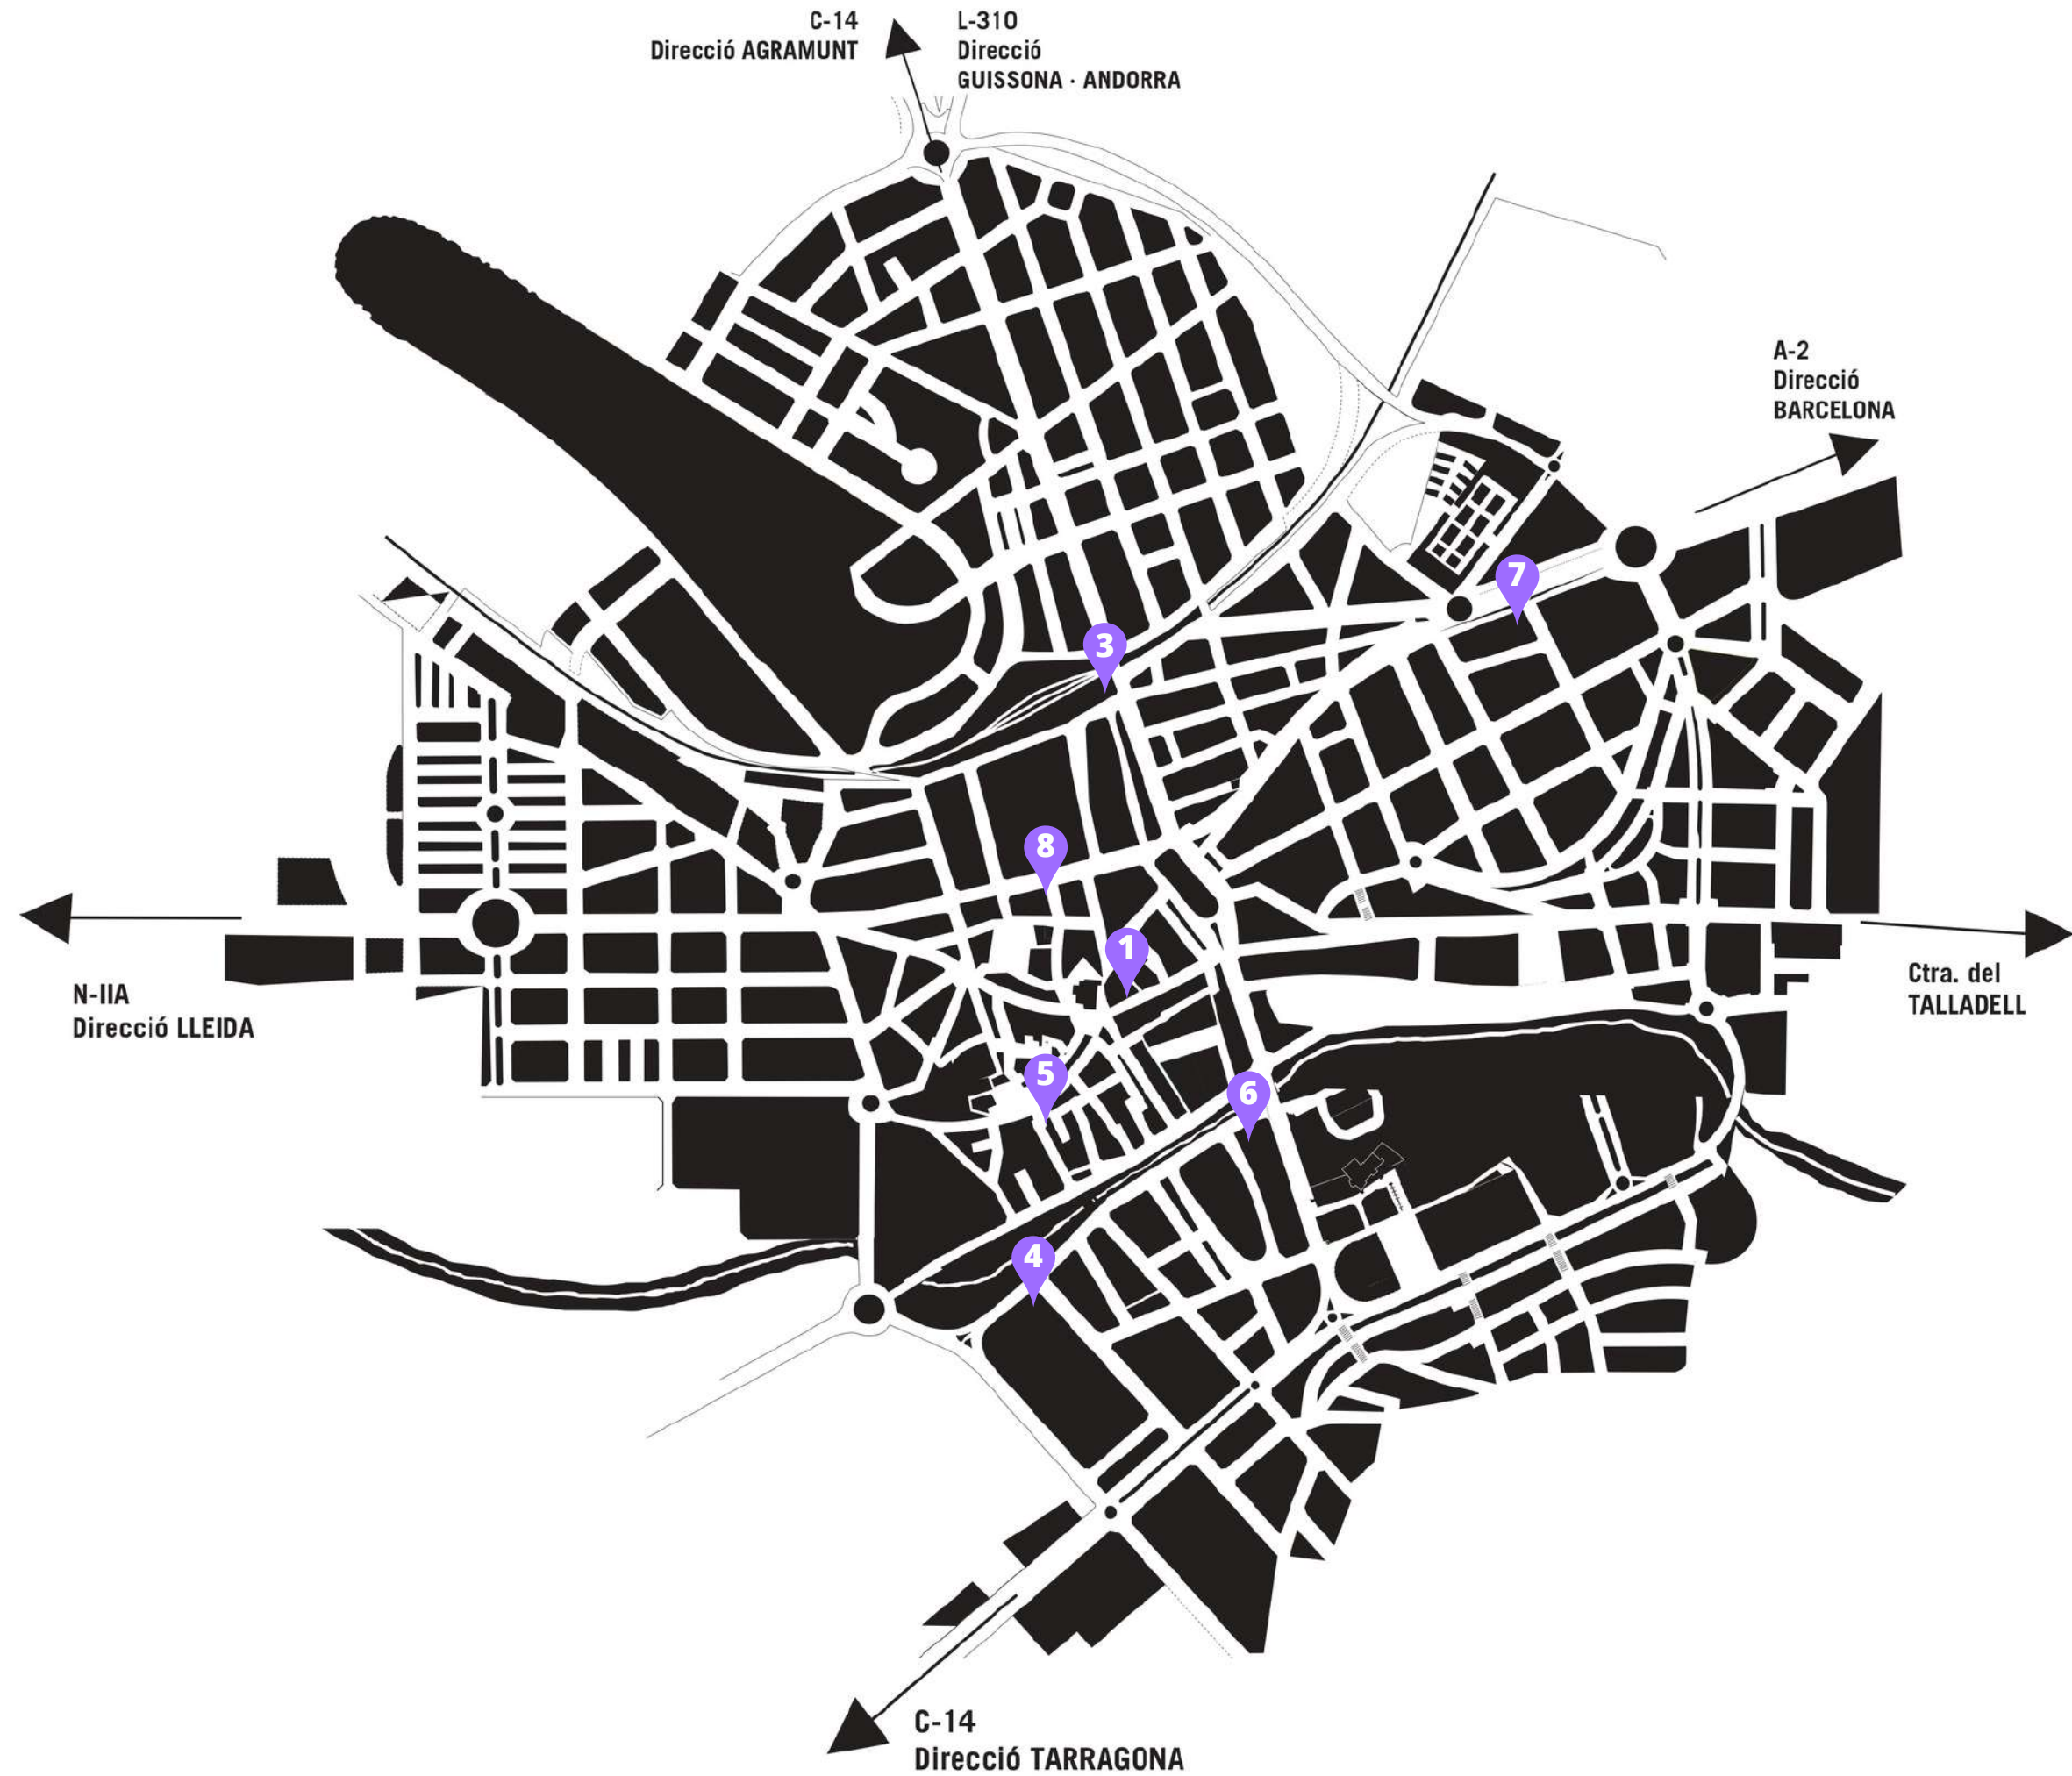 C-14
Direcció AGRAMUNT
L-310
Direcció
GUISSONA · ANDORRA
A-2
Direcció
BARCELONA
7
3
8
1
N-IIA
Direcció LLEIDA
Ctra. del
TALLADELL
5
6
4
C-14
Direcció TARRAGONA